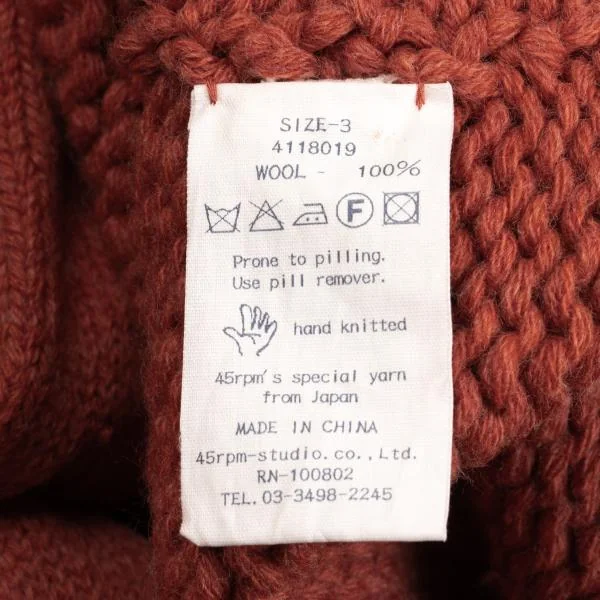 SIZE-3
4118019
WOOL - 100%
F
Prone to pilling.
Use pill remover.
hand knitted
45rpm's special yarn
from Japan
MADE IN CHINA
45rpm-studio.co.,Ltd.
RN-100802
TEL. 03-3498-2245